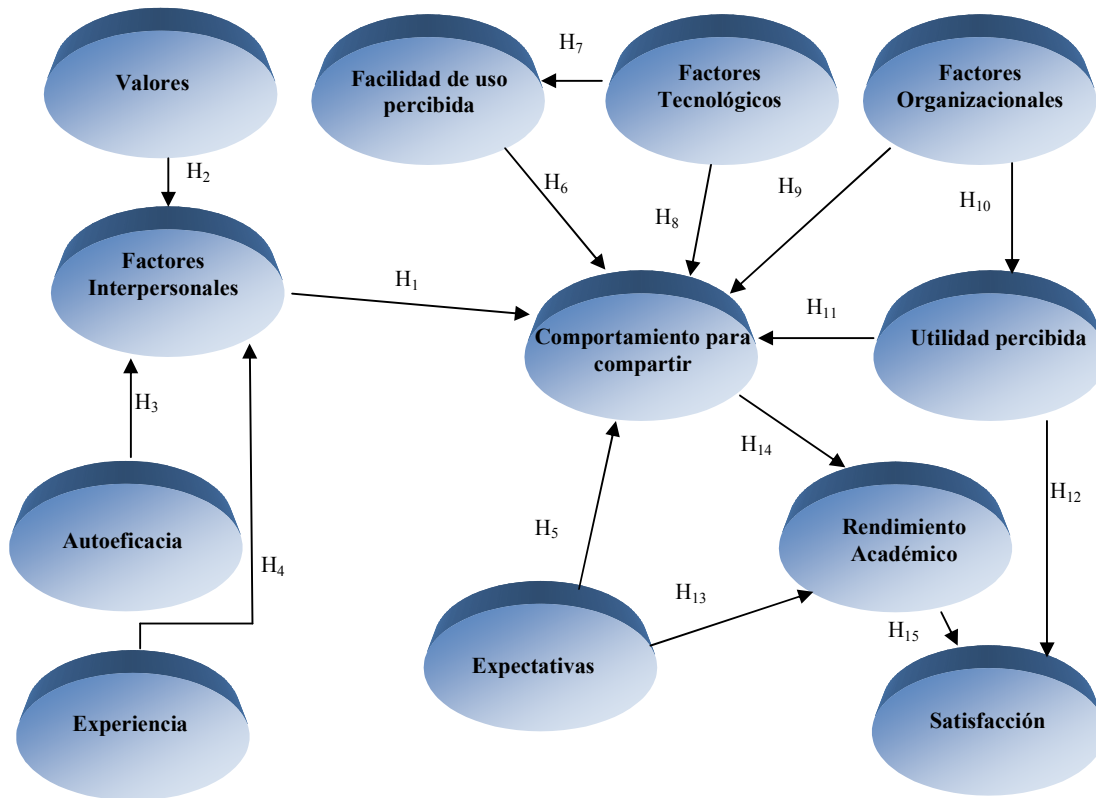 Valores
Facilidad de uso
percibida
H7
Factores
Tecnológicos
Factores
Organizacionales
H2
H6
H8
H9
H10
Factores
Interpersonales
H1
Comportamiento para
compartir
H11
Utilidad percibida
H3
Autoeficacia
H4
H5
H14
Rendimiento
Académico
H12
H13
H15
Experiencia
Expectativas
Satisfacción